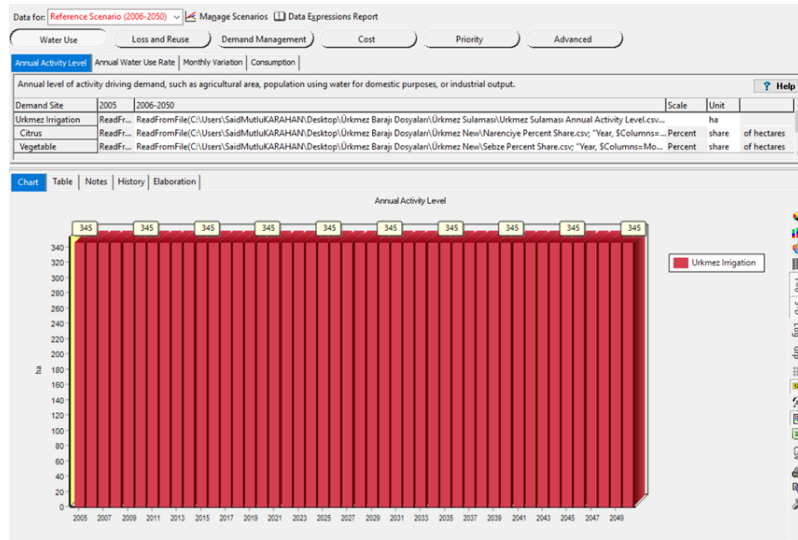 Data for: Reference Scenario (2006-2050) Manage Scenarios Data Expressions Report
Water Use Loss and Reuse Demand Management Cost Priority Advanced
Annual Activity Level Annual Water Use Rate Monthly Variation Consumption
Annual level of activity driving demand, such as agricultural area, population using water for domestic purposes, or industrial output. ? Help
Demand Site 2005 2006-2050 Scale Unit
Urkmez Irrigation ReadFr... ReadFromFile(C:\Users\SaidMutluKARAHAN\Desktop\Ürkmez Barajı Dosyaları\Ürkmez Sulaması\Urkmez Sulaması Annual Activity Level.csv... ha
Citrus ReadFr... ReadFromFile(C:\Users\SaidMutluKARAHAN\Desktop\Ürkmez Barajı Dosyaları\Ürkmez New\Narenciye Percent Share.csv; "Year, $Columns=... Percent share of hectares
Vegetable ReadFr... ReadFromFile(C:\Users\SaidMutluKARAHAN\Desktop\Ürkmez Barajı Dosyaları\Ürkmez New\Sebze Percent Share.csv; "Year, $Columns=Mo... Percent share of hectares
Chart Table Notes History Elaboration
Annual Activity Level
345 345 345 345 345 345 345 345 345 345
340
320
300
280
260
240
220
200
180
160
140
120
100
80
60
40
20
0
ha
Urkmez Irrigation
2005 2007 2009 2011 2013 2015 2017 2019 2021 2023 2025 2027 2029 2031 2033 2035 2037 2039 2041 2043 2045 2047 2049
Log